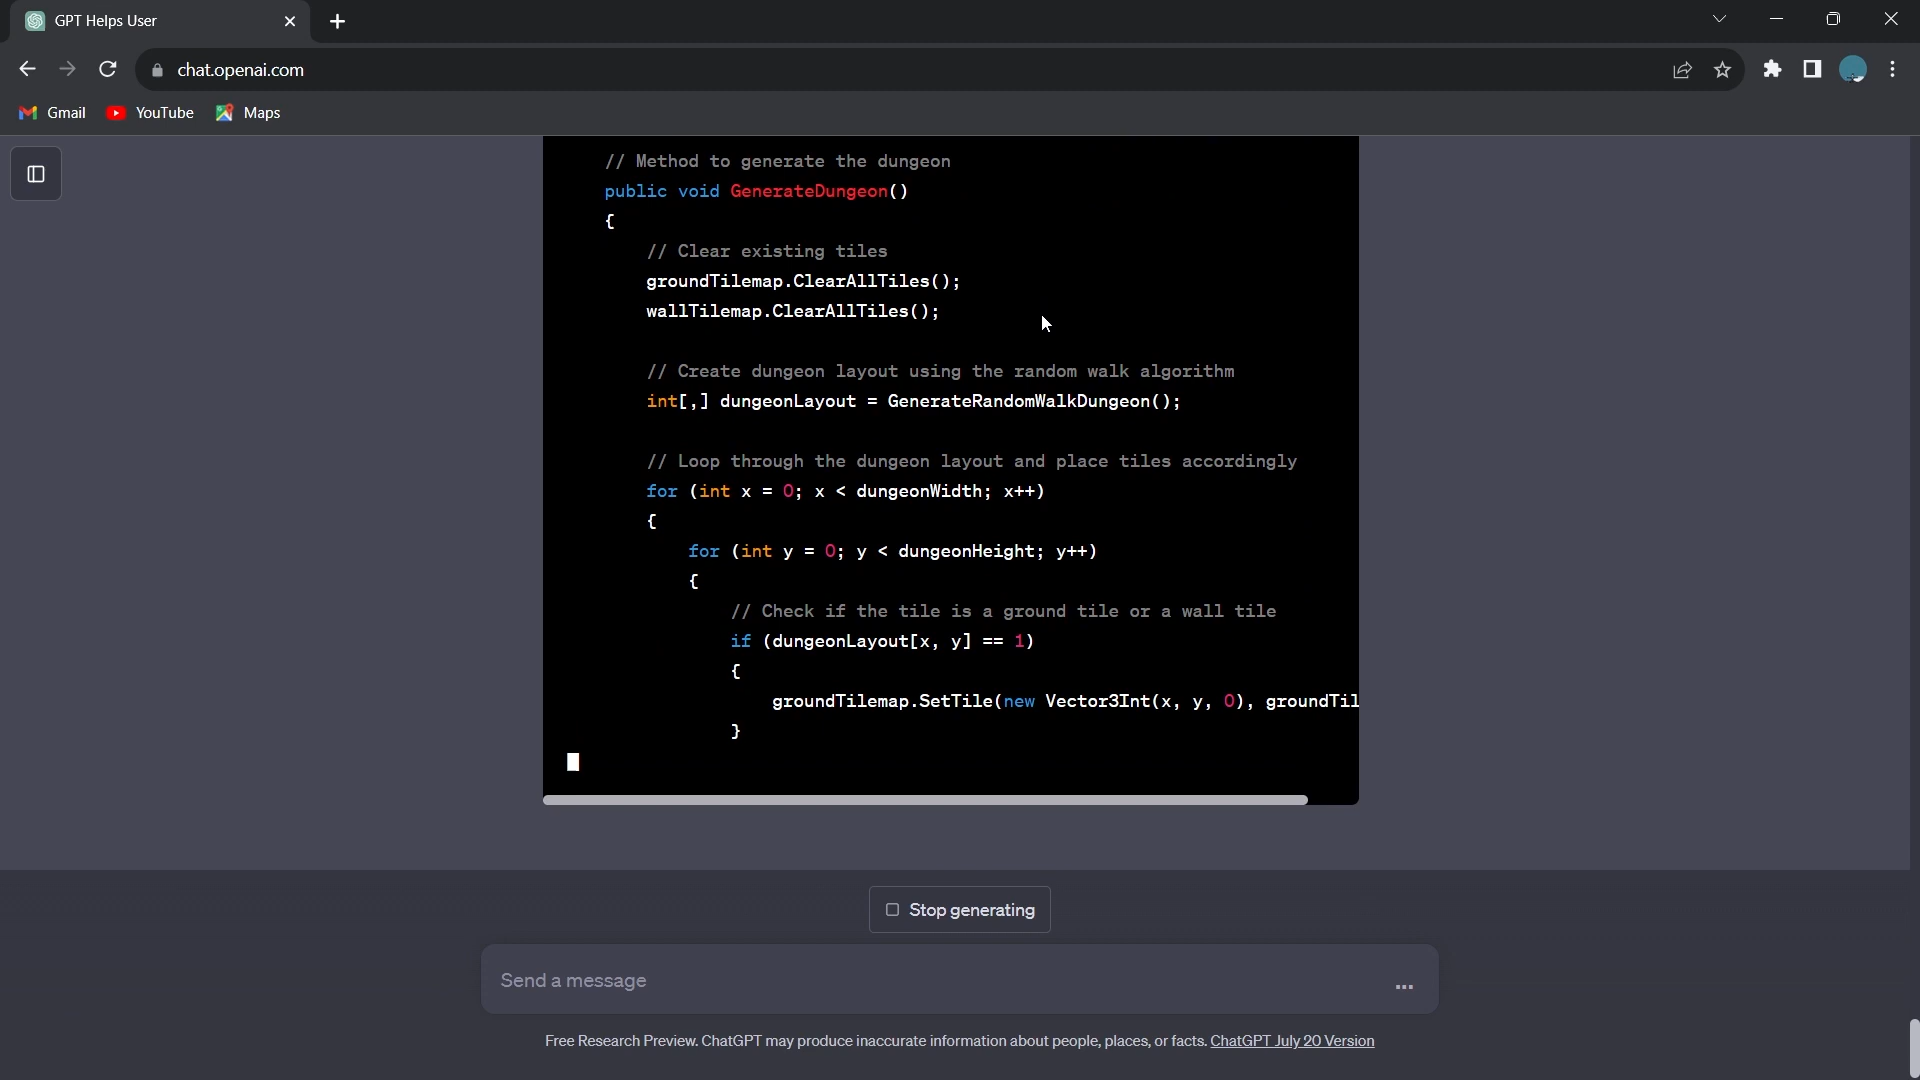 GPT Helps User
chat.openai.com
Gmail YouTube Maps
// Method to generate the dungeon
public void GenerateDungeon()
{
// Clear existing tiles
groundTilemap.ClearAllTiles();
wallTilemap.ClearAllTiles();
// Create dungeon layout using the random walk algorithm
int[,] dungeonLayout = GenerateRandomWalkDungeon();
// Loop through the dungeon layout and place tiles accordingly
for (int x = 0; x < dungeonWidth; x++)
{
for (int y = 0; y < dungeonHeight; y++)
{
// Check if the tile is a ground tile or a wall tile
if (dungeonLayout[x, y] == 1)
{
groundTilemap.SetTile(new Vector3Int(x, y, 0), groundTil
}
Stop generating
Send a message
Free Research Preview. ChatGPT may produce inaccurate information about people, places, or facts. ChatGPT July 20 Version